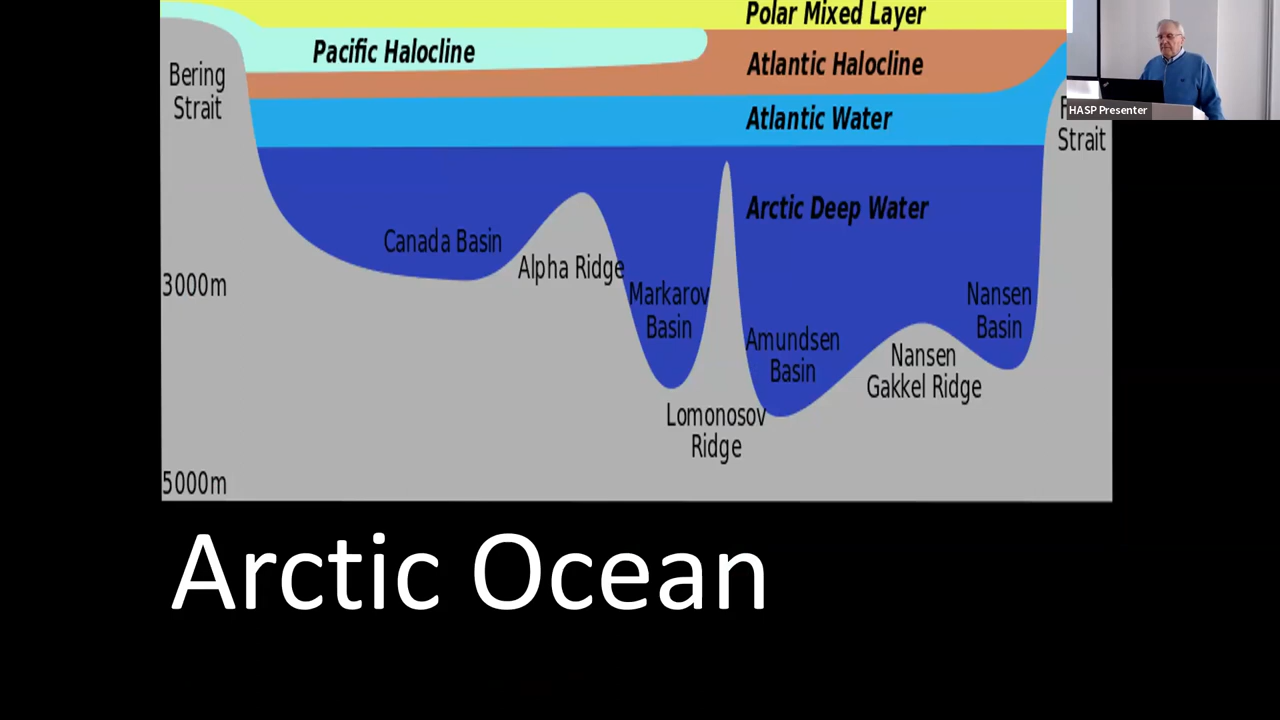 Polar Mixed Layer
Pacific Halocline
Atlantic Halocline
Bering
Strait
HASP Presenter
Atlantic Water
Strait
Arctic Deep Water
Canada Basin
Alpha Ridge
3000m
Markarov
Basin
Nansen
Basin
Amundsen
Basin
Nansen
Gakkel Ridge
Lomonosov
Ridge
5000m
Arctic Ocean